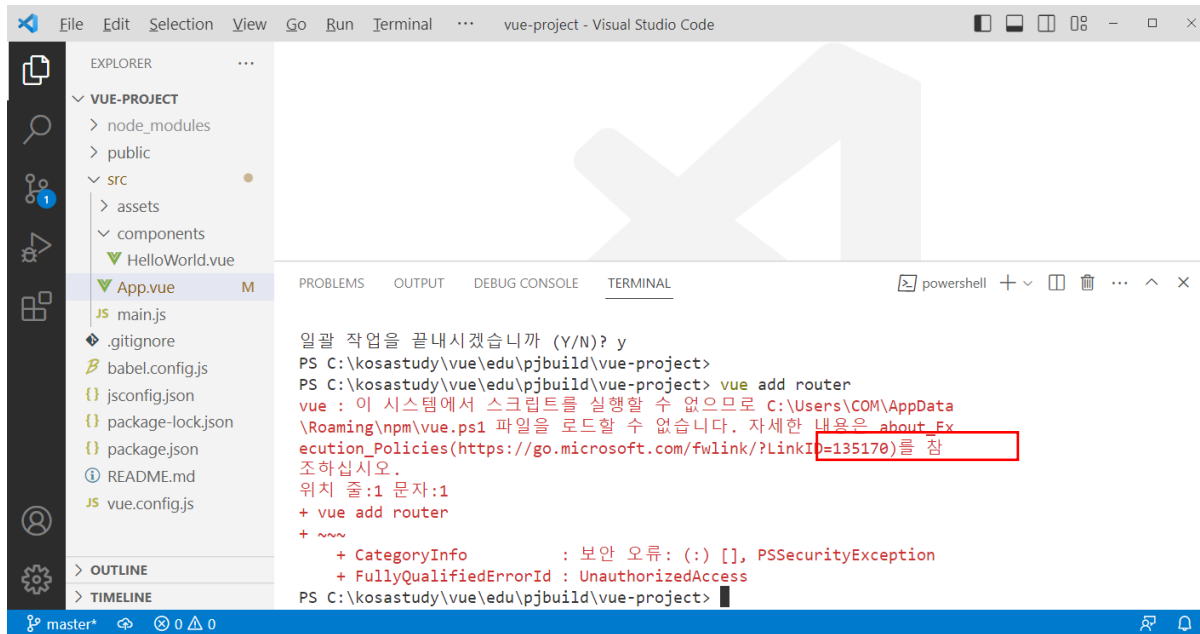 File Edit Selection View Go Run Terminal ··· vue-project - Visual Studio Code
EXPLORER ···
VUE-PROJECT
node_modules
public
src
assets
components
HelloWorld.vue
App.vue M
JS main.js
.gitignore
babel.config.js
{} jsconfig.json
{} package-lock.json
{} package.json
README.md
JS vue.config.js
OUTLINE
TIMELINE
1
PROBLEMS OUTPUT DEBUG CONSOLE TERMINAL powershell
일괄 작업을 끝내시겠습니까 (Y/N)? y
PS C:\kosastudy\vue\edu\pjbuild\vue-project>
PS C:\kosastudy\vue\edu\pjbuild\vue-project> vue add router
vue : 이 시스템에서 스크립트를 실행할 수 없으므로 C:\Users\COM\AppData
\Roaming\npm\vue.ps1 파일을 로드할 수 없습니다. 자세한 내용은 about_Ex
ecution_Policies(https://go.microsoft.com/fwlink/?LinkID=135170)를 참
조하십시오.
위치 줄:1 문자:1
+ vue add router
+ ~~~
+ CategoryInfo : 보안 오류: (:) [], PSSecurityException
+ FullyQualifiedErrorId : UnauthorizedAccess
PS C:\kosastudy\vue\edu\pjbuild\vue-project>
master* 0 0